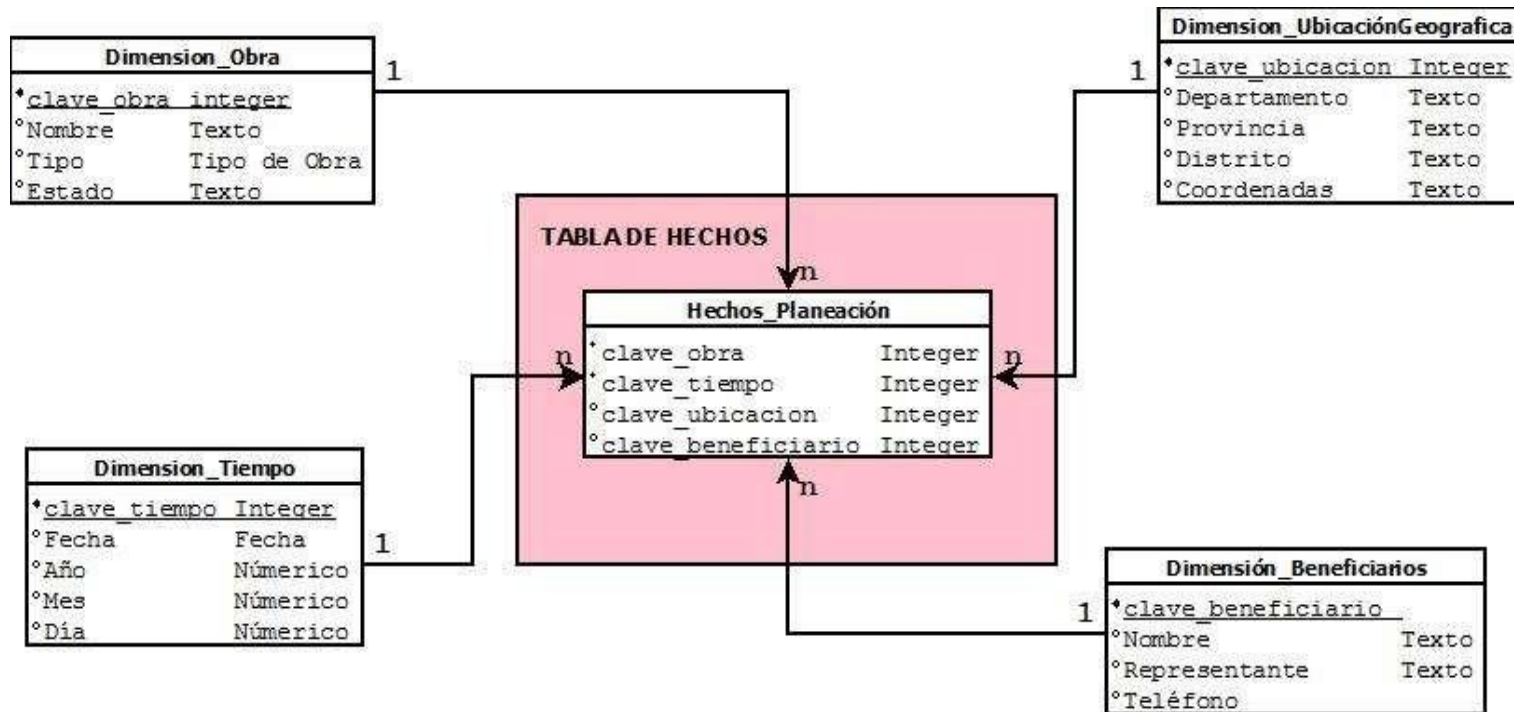 Dimension_Obra
clave_obra integer
Nombre Texto
Tipo Tipo de Obra
Estado Texto
1
Dimension_UbicaciónGeografica
clave_ubicacion Integer
Departamento Texto
Provincia Texto
Distrito Texto
Coordenadas Texto
1
TABLA DE HECHOS
n
Hechos_Planeación
clave_obra Integer
clave_tiempo Integer
clave_ubicacion Integer
clave_beneficiario Integer
n
n
n
Dimension_Tiempo
clave_tiempo Integer
Fecha Fecha
Año Númerico
Mes Númerico
Día Númerico
1
Dimensión_Beneficiarios
clave_beneficiario
Nombre Texto
Representante Texto
Teléfono
1